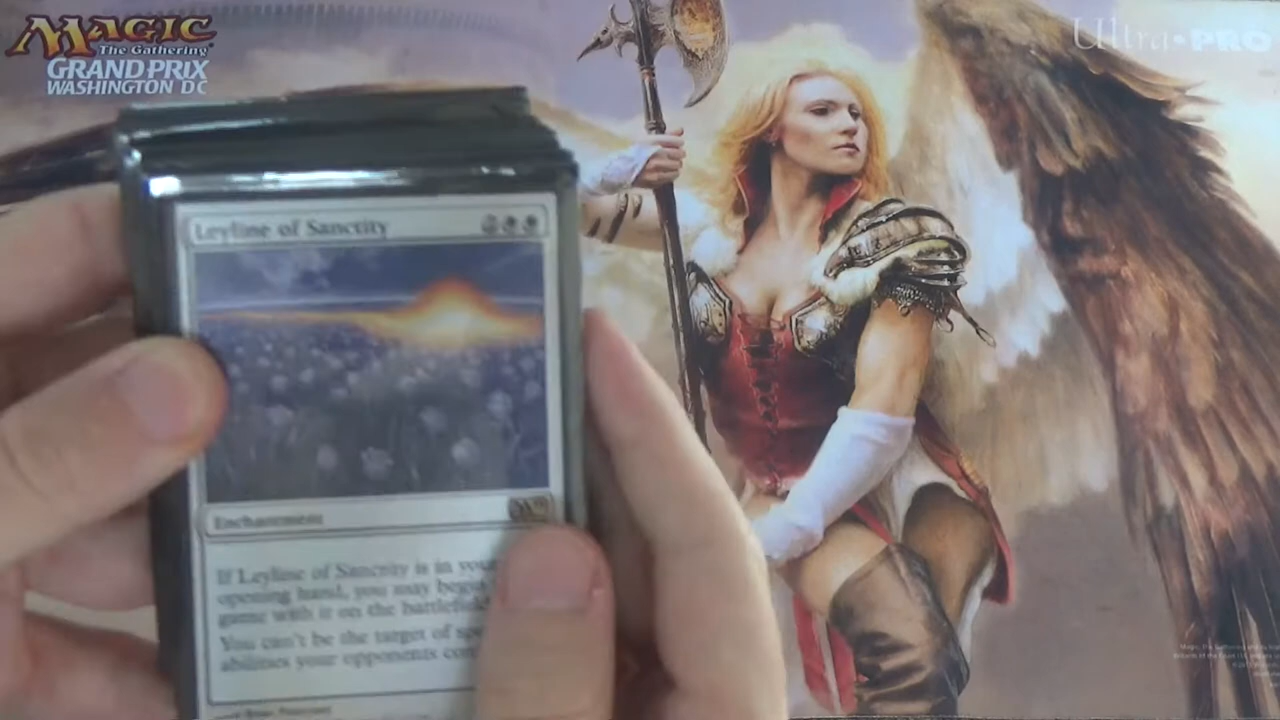 MAGIC
The Gathering
GRAND PRIX
WASHINGTON DC
Ultra•PRO
Leyline of Sanctity 2
Enchantment
If Leyline of Sanctity is in your
opening hand, you may begin
game with it on the battlefield
You can't be the target of
abilities your opponents